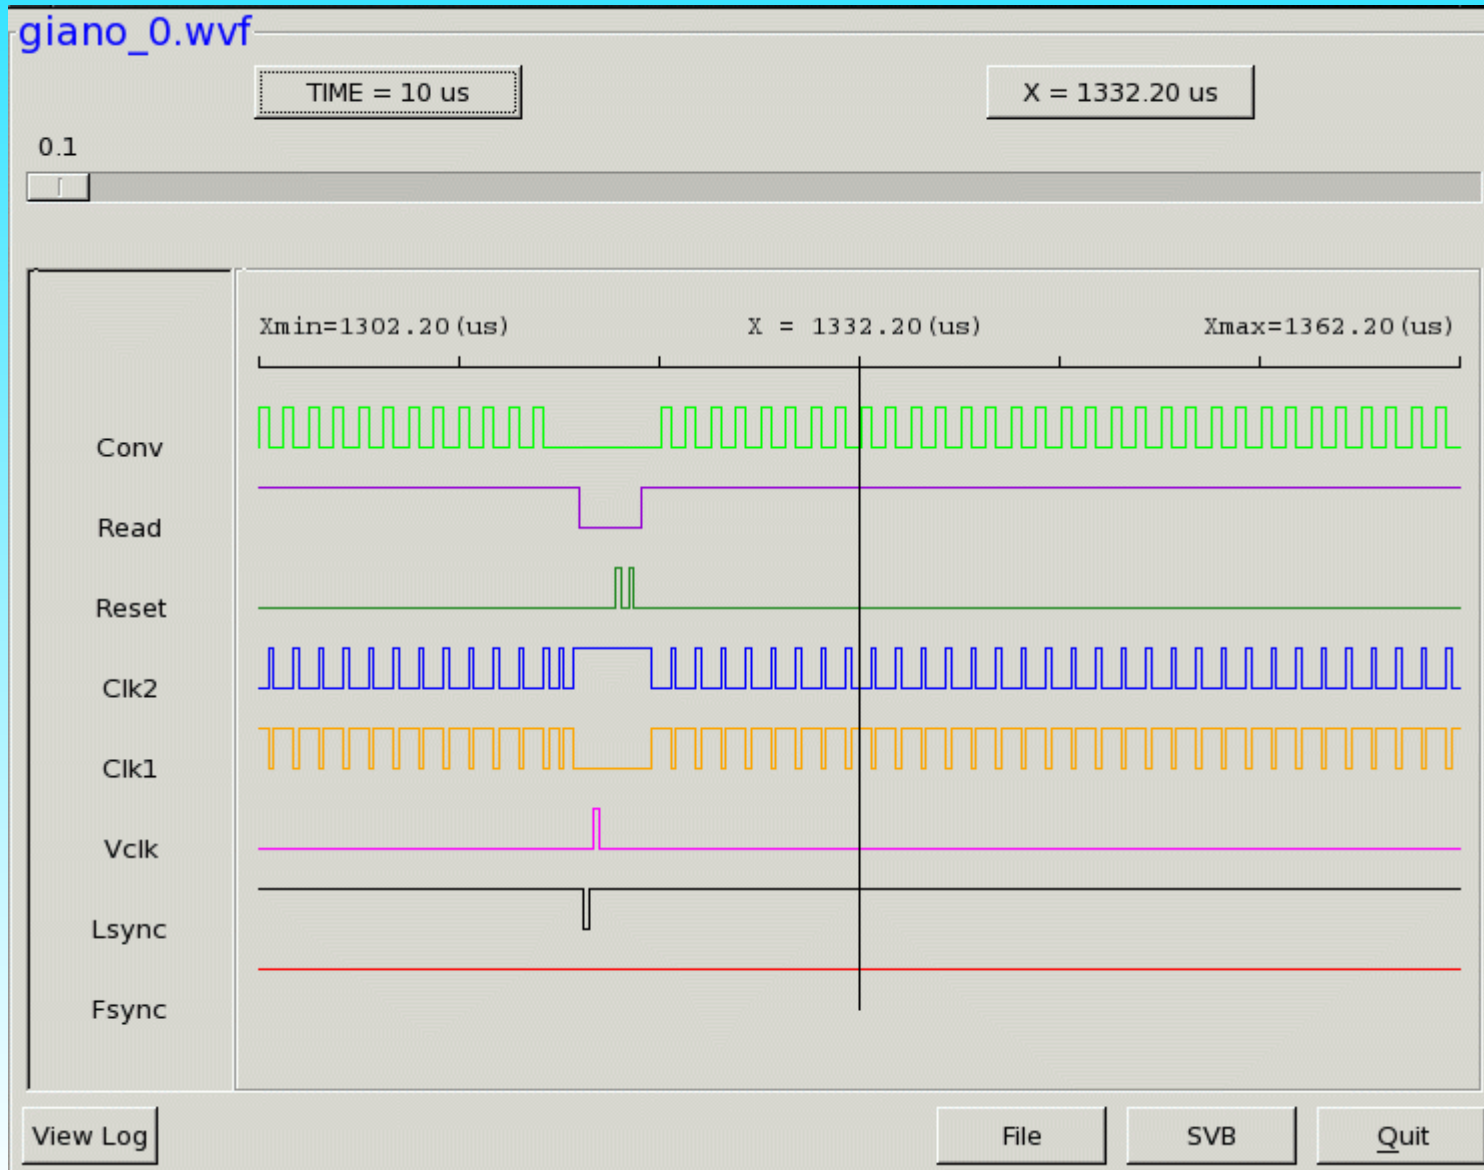 giano_0.wvf
TIME = 10 us
X = 1332.20 us
0.1
Xmin=1302.20(us)
X = 1332.20(us)
Xmax=1362.20(us)
Conv
Read
Reset
Clk2
Clk1
Vclk
Lsync
Fsync
View Log
File
SVB
Quit